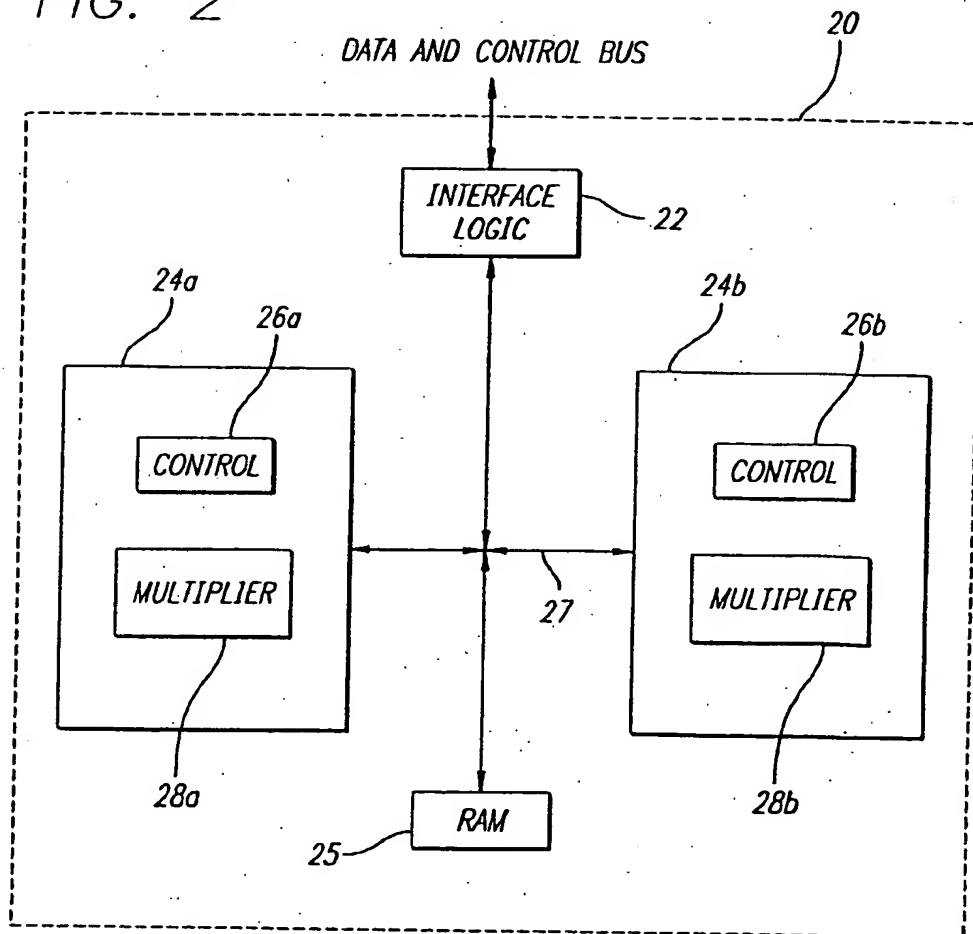 FIG. 2
20
DATA AND CONTROL BUS
INTERFACE
LOGIC
22
24a
26a
24b
26b
CONTROL
CONTROL
MULTIPLIER
27
MULTIPLIER
28a
28b
RAM
25